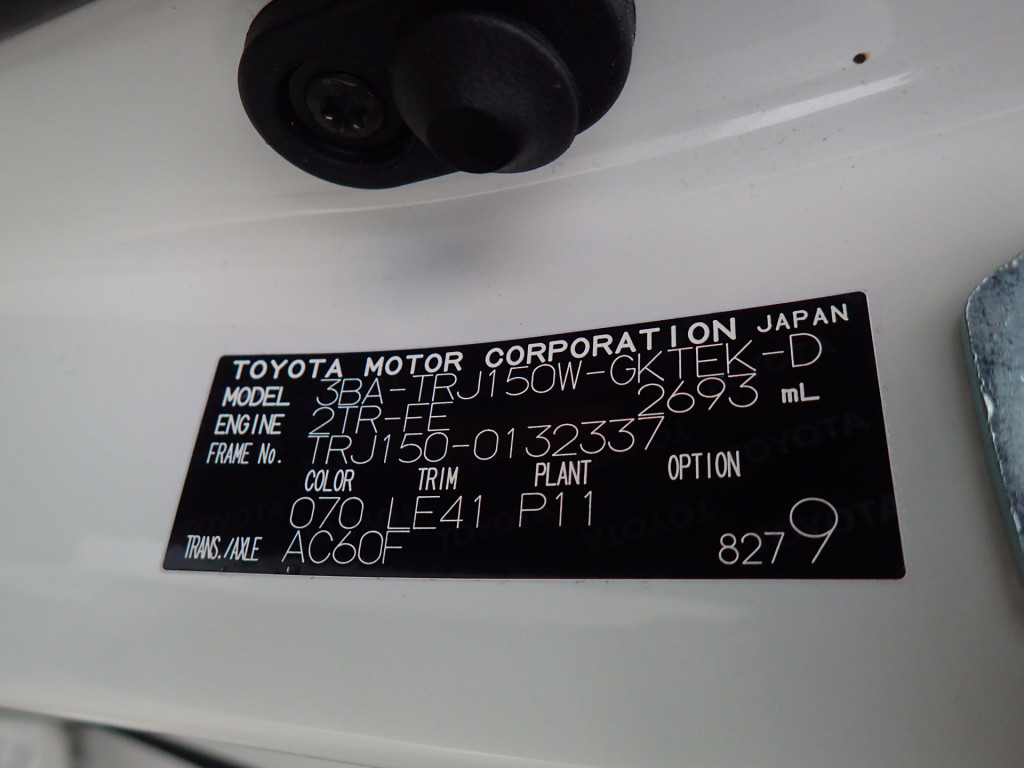 TOYOTA MOTOR CORPORATION JAPAN
MODEL 3BA-TRJ150W-GKTEK-D
ENGINE 2TR-FE 2693 mL
FRAME No. TRJ150-0132337
COLOR TRIM PLANT OPTION
070 LE41 P11
TRANS./AXLE AC60F 8279